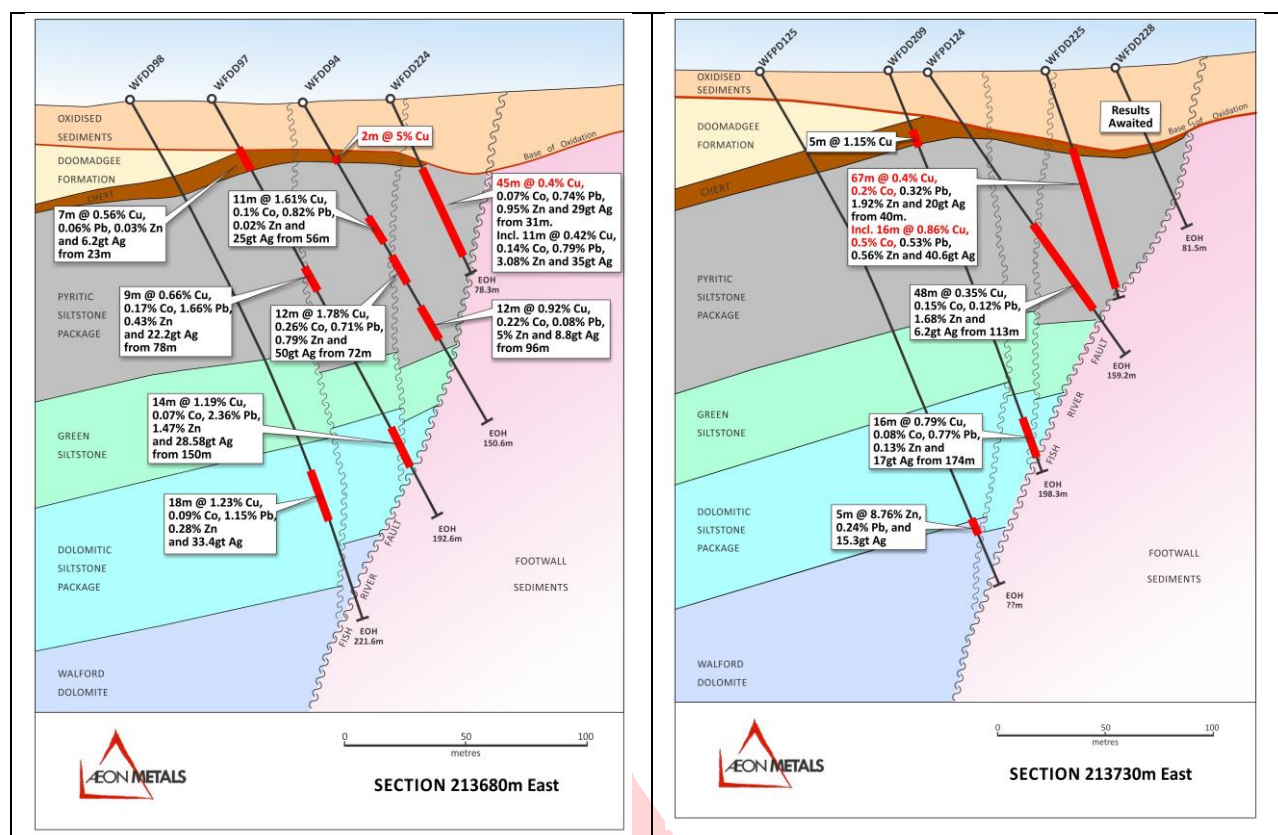 WFDD98
WFDD97
WFDD94
WFDD224
OXIDISED
SEDIMENTS
DOOMADGEE
FORMATION
CHERT
Base of Oxidation
2m @ 5% Cu
7m @ 0.56% Cu,
0.06% Pb, 0.03% Zn
and 6.2gt Ag
from 23m
11m @ 1.61% Cu,
0.1% Co, 0.82% Pb,
0.02% Zn and
25gt Ag from 56m
45m @ 0.4% Cu,
0.07% Co, 0.74% Pb,
0.95% Zn and 29gt Ag
from 31m.
Incl. 11m @ 0.42% Cu,
0.14% Co, 0.79% Pb,
3.08% Zn and 35gt Ag
EOH
78.3m
PYRITIC
SILTSTONE
PACKAGE
9m @ 0.66% Cu,
0.17% Co, 1.66% Pb,
0.43% Zn
and 22.2gt Ag
from 78m
12m @ 1.78% Cu,
0.26% Co, 0.71% Pb,
0.79% Zn and
50gt Ag from 72m
12m @ 0.92% Cu,
0.22% Co, 0.08% Pb,
5% Zn and 8.8gt Ag
from 96m
14m @ 1.19% Cu,
0.07% Co, 2.36% Pb,
1.47% Zn
and 28.58gt Ag
from 150m
GREEN
SILTSTONE
EOH
150.6m
18m @ 1.23% Cu,
0.09% Co, 1.15% Pb,
0.28% Zn
and 33.4gt Ag
EOH
192.6m
DOLOMITIC
SILTSTONE
PACKAGE
FISH RIVER FAULT
FOOTWALL
SEDIMENTS
EOH
221.6m
WALFORD
DOLOMITE
ÆON METALS
0 50 100
metres
SECTION 213680m East
WFPD125
WFDD209
WFPD124
WFDD225
WFDD228
OXIDISED
SEDIMENTS
Results
Awaited
Base of Oxidation
DOOMADGEE
FORMATION
CHERT
5m @ 1.15% Cu
67m @ 0.4% Cu,
0.2% Co, 0.32% Pb,
1.92% Zn and 20gt Ag
from 40m.
Incl. 16m @ 0.86% Cu,
0.5% Co, 0.53% Pb,
0.56% Zn and 40.6gt Ag
EOH
81.5m
PYRITIC
SILTSTONE
PACKAGE
48m @ 0.35% Cu,
0.15% Co, 0.12% Pb,
1.68% Zn and
6.2gt Ag from 113m
EOH
159.2m
GREEN
SILTSTONE
16m @ 0.79% Cu,
0.08% Co, 0.77% Pb,
0.13% Zn and
17gt Ag from 174m
FISH RIVER FAULT
EOH
198.3m
DOLOMITIC
SILTSTONE
PACKAGE
5m @ 8.76% Zn,
0.24% Pb, and
15.3gt Ag
FOOTWALL
SEDIMENTS
EOH
??m
WALFORD
DOLOMITE
ÆON METALS
0 50 100
metres
SECTION 213730m East